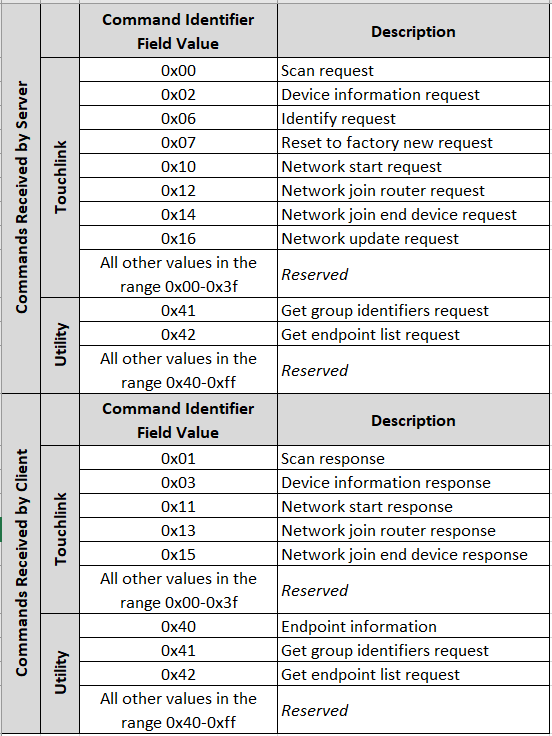 Commands Received by Server
Touchlink
Command Identifier
Field Value
Description
0x00 Scan request
0x02 Device information request
0x06 Identify request
0x07 Reset to factory new request
0x10 Network start request
0x12 Network join router request
0x14 Network join end device request
0x16 Network update request
All other values in the
range 0x00-0x3f
Reserved
Utility
0x41 Get group identifiers request
0x42 Get endpoint list request
All other values in the
range 0x40-0xff
Reserved
Commands Received by Client
Touchlink
Command Identifier
Field Value
Description
0x01 Scan response
0x03 Device information response
0x11 Network start response
0x13 Network join router response
0x15 Network join end device response
All other values in the
range 0x00-0x3f
Reserved
Utility
0x40 Endpoint information
0x41 Get group identifiers request
0x42 Get endpoint list request
All other values in the
range 0x40-0xff
Reserved